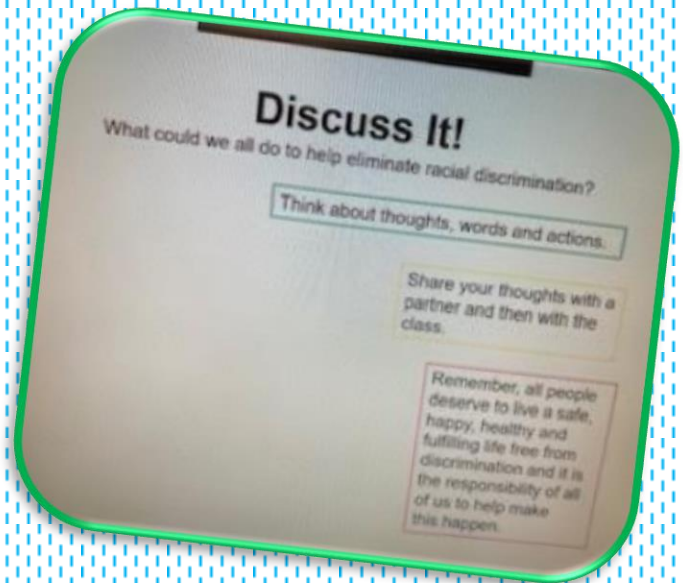 Discuss It!
What could we all do to help eliminate racial discrimination?
Think about thoughts, words and actions.
Share your thoughts with a
partner and then with the
class.
Remember, all people
deserve to live a safe,
happy, healthy and
fulfilling life free from
discrimination and it is
the responsibility of all
of us to help make
this happen.